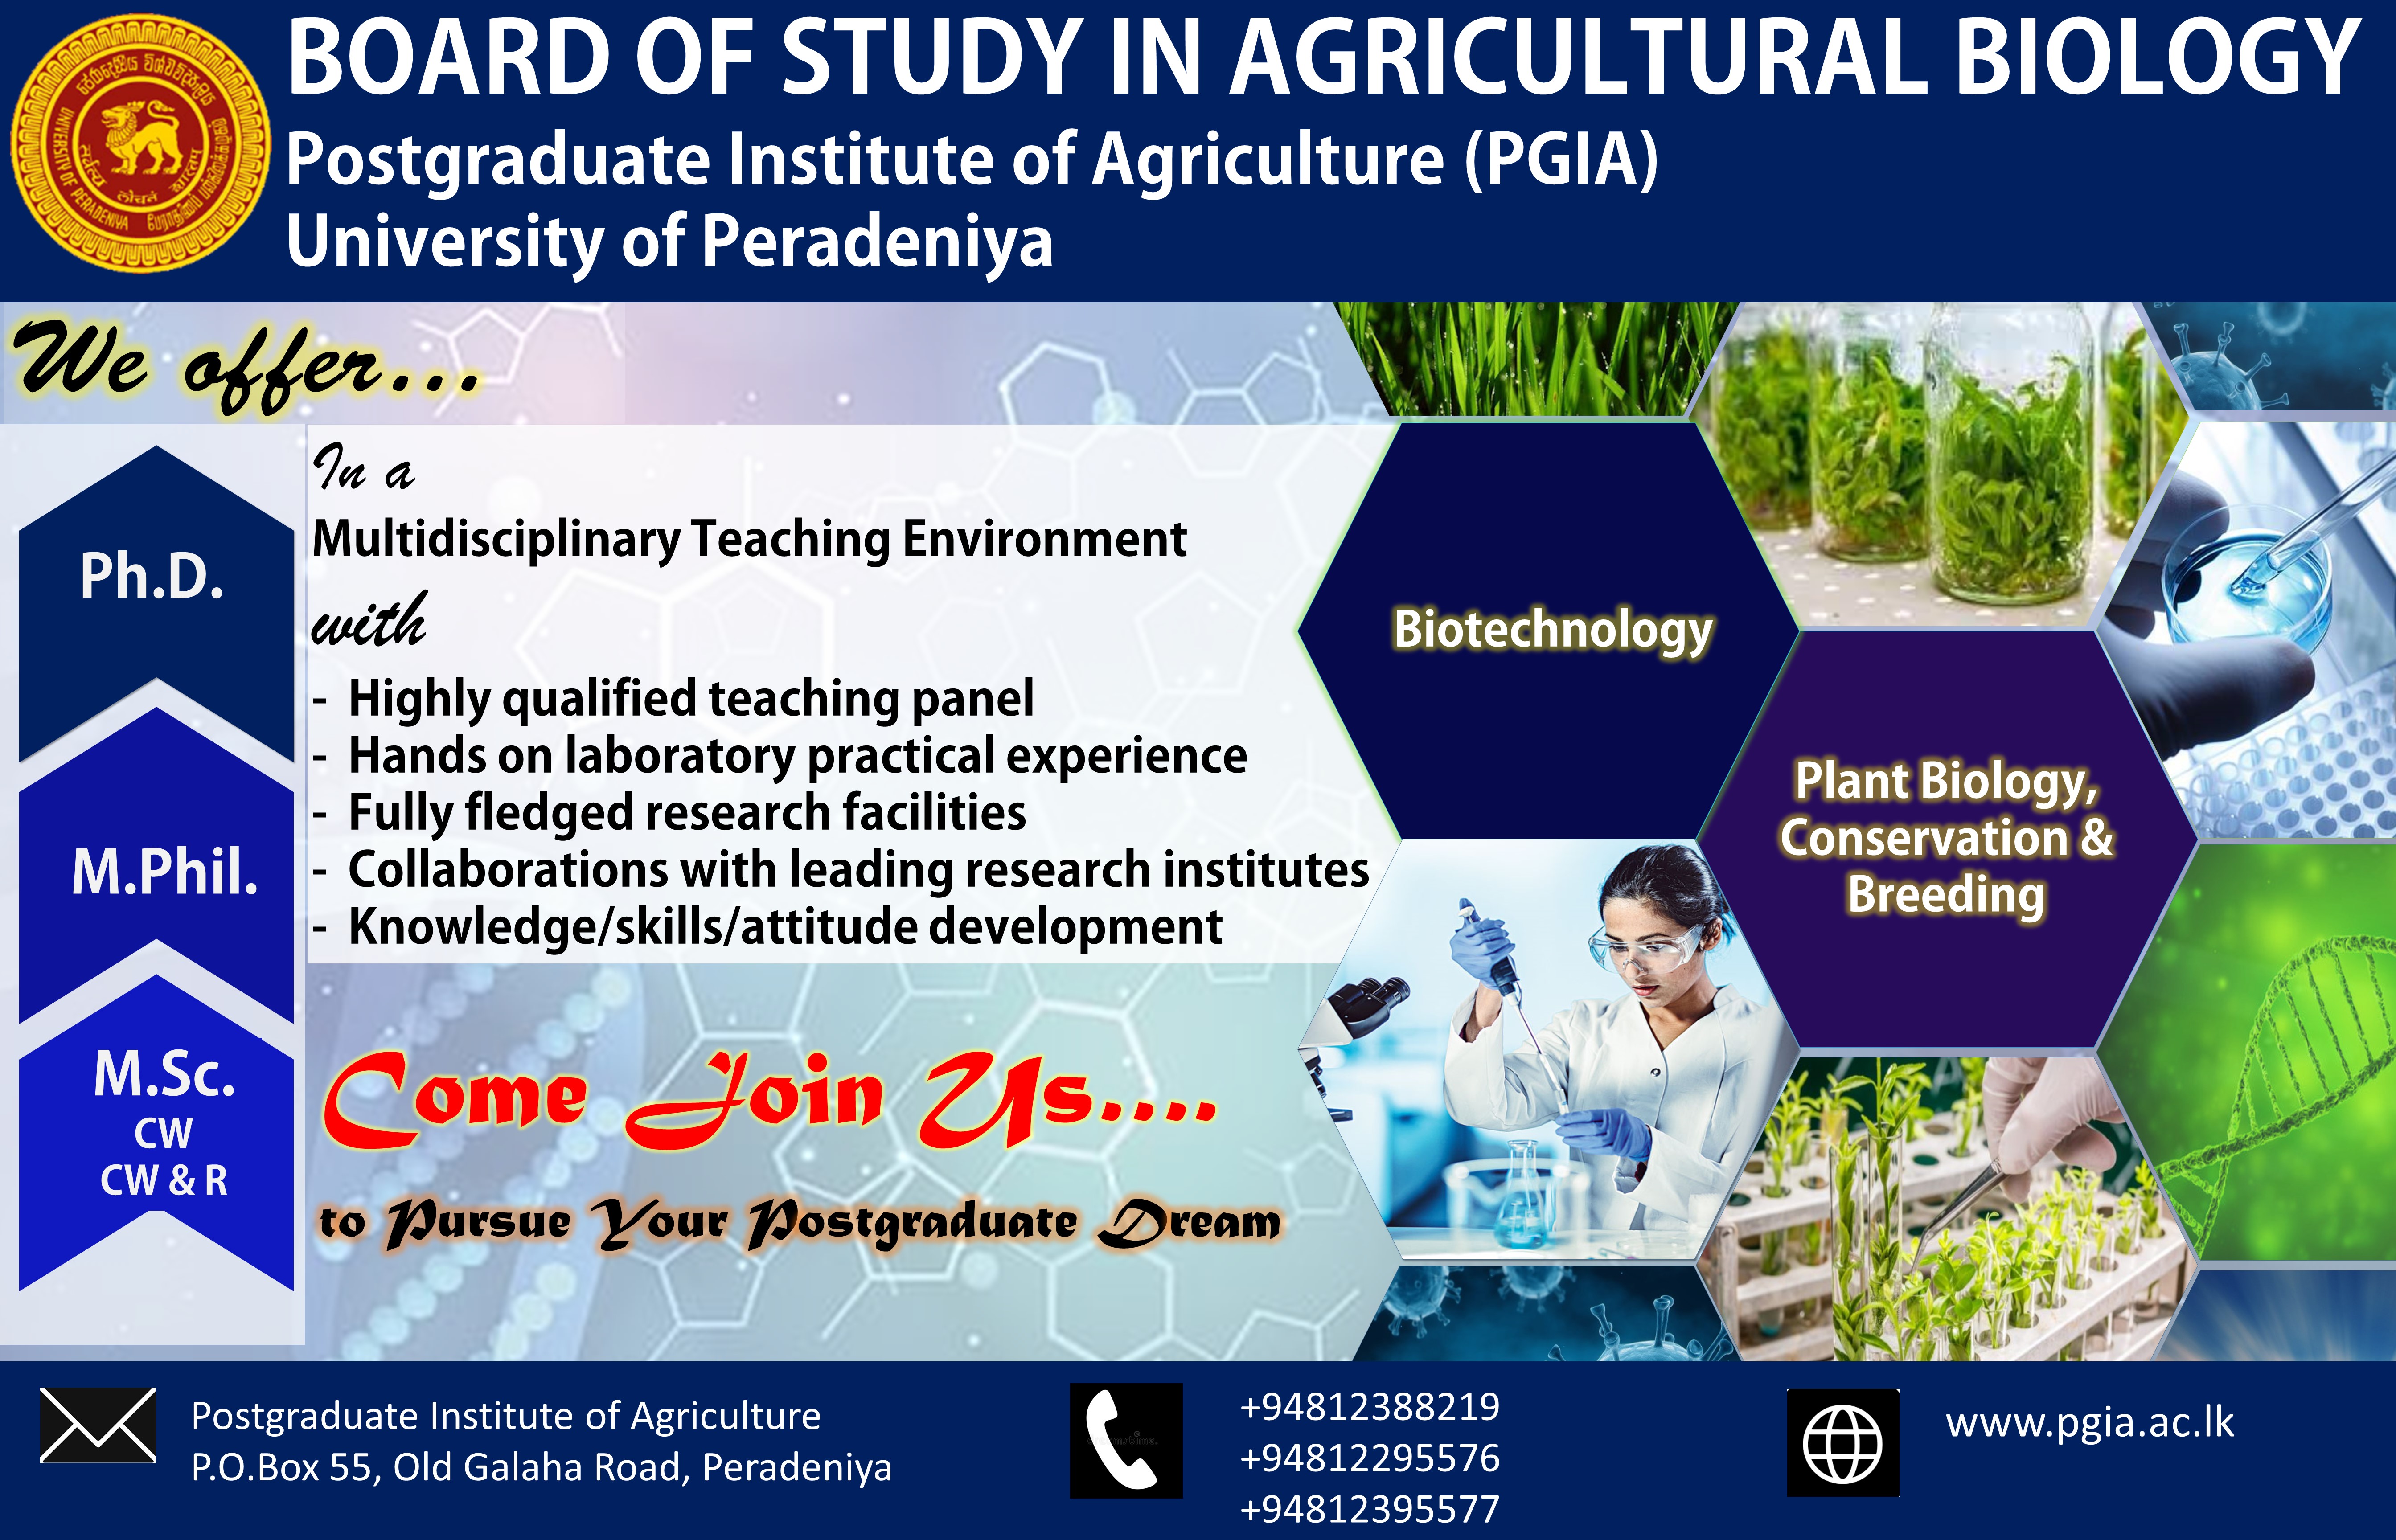 BOARD OF STUDY IN AGRICULTURAL BIOLOGY
Postgraduate Institute of Agriculture (PGIA)
University of Peradeniya
UNIVERSITY OF PERADENIYA
We offer...
Ph.D.
M.Phil.
M.Sc.
CW
CW & R
In a
Multidisciplinary Teaching Environment
with
- Highly qualified teaching panel
- Hands on laboratory practical experience
- Fully fledged research facilities
- Collaborations with leading research institutes
- Knowledge/skills/attitude development
Biotechnology
Plant Biology,
Conservation &
Breeding
Come Join Us....
to Pursue Your Postgraduate Dream
Postgraduate Institute of Agriculture
P.O.Box 55, Old Galaha Road, Peradeniya
+94812388219
+94812295576
+94812395577
www.pgia.ac.lk